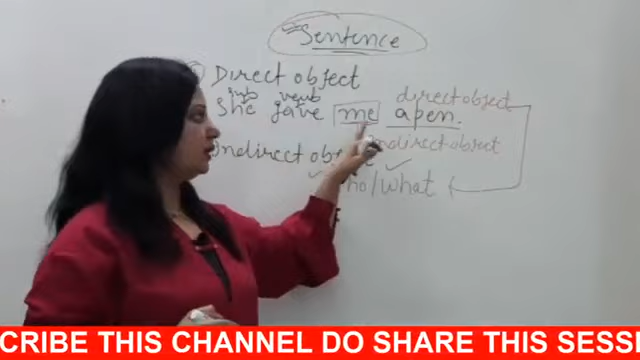 Sentence
Direct object
sub verb direct object
She gave me a pen.
Indirect object
indirect object
who/what
CRIBE THIS CHANNEL DO SHARE THIS SESS